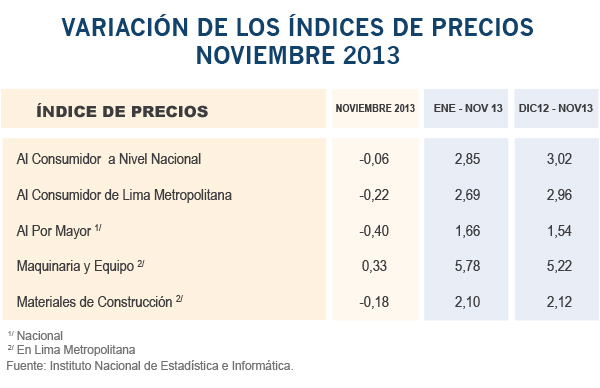 VARIACIÓN DE LOS ÍNDICES DE PRECIOS
NOVIEMBRE 2013
ÍNDICE DE PRECIOS NOVIEMBRE 2013 ENE - NOV 13 DIC12 - NOV13
Al Consumidor a Nivel Nacional -0,06 2,85 3,02
Al Consumidor de Lima Metropolitana -0,22 2,69 2,96
Al Por Mayor 1/ -0,40 1,66 1,54
Maquinaria y Equipo 2/ 0,33 5,78 5,22
Materiales de Construcción 2/ -0,18 2,10 2,12
1/ Nacional
2/ En Lima Metropolitana
Fuente: Instituto Nacional de Estadística e Informática.